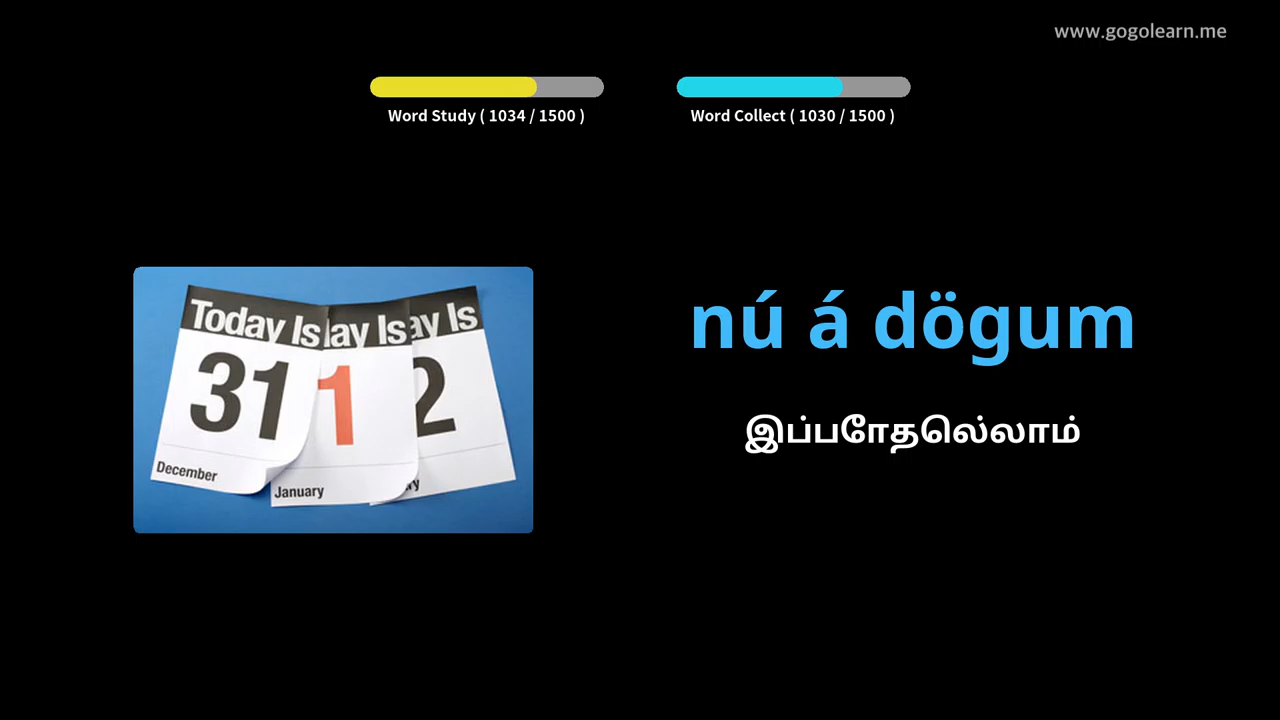 www.gogolearn.me
Word Study ( 1034 / 1500 )
Word Collect ( 1030 / 1500 )
Today Is
ay Is
ay Is
31
1
2
December
January
ry
nú á dögum
இப்போதெல்லாம்